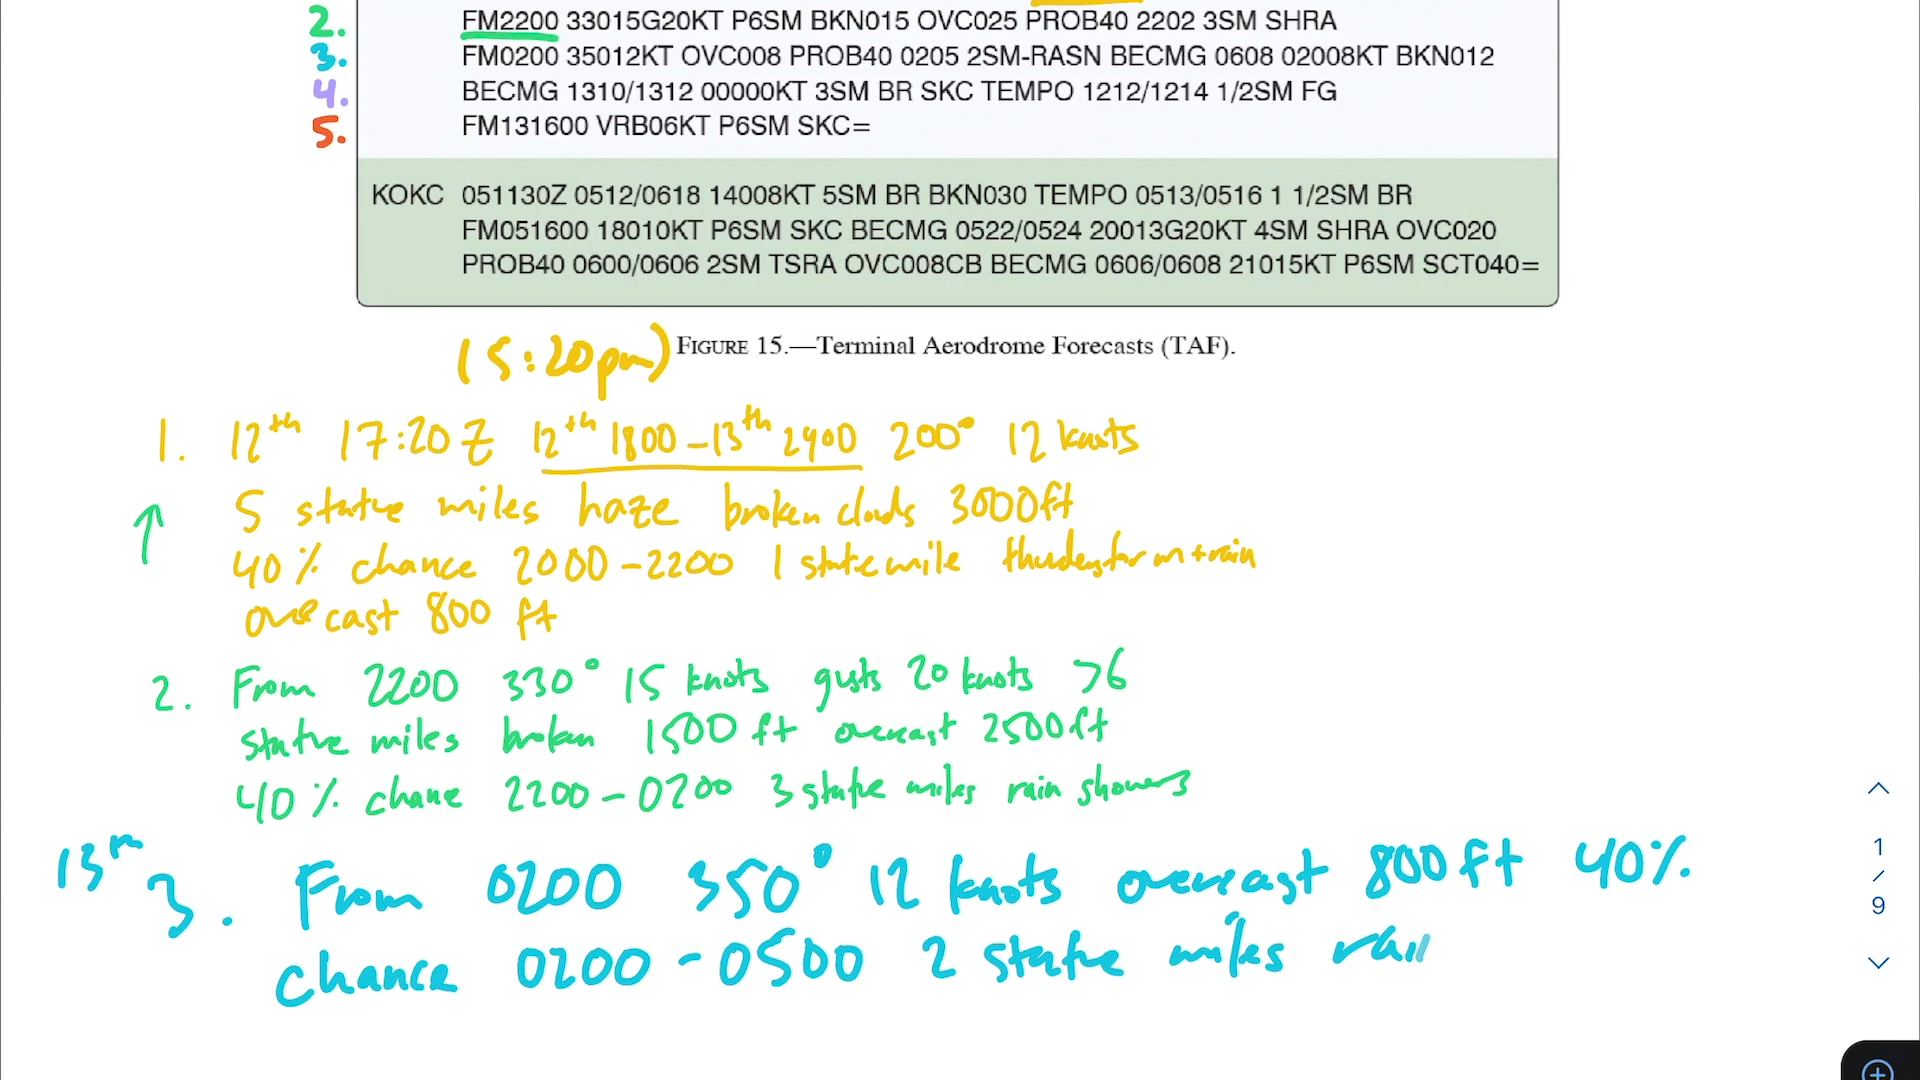 2. FM2200 33015G20KT P6SM BKN015 OVC025 PROB40 2202 3SM SHRA
3. FM0200 35012KT OVC008 PROB40 0205 2SM-RASN BECMG 0608 02008KT BKN012
4. BECMG 1310/1312 00000KT 3SM BR SKC TEMPO 1212/1214 1/2SM FG
5. FM131600 VRB06KT P6SM SKC=
KOKC 051130Z 0512/0618 14008KT 5SM BR BKN030 TEMPO 0513/0516 1 1/2SM BR
FM051600 18010KT P6SM SKC BECMG 0522/0524 20013G20KT 4SM SHRA OVC020
PROB40 0600/0606 2SM TSRA OVC008CB BECMG 0606/0608 21015KT P6SM SCT040=
FIGURE 15.—Terminal Aerodrome Forecasts (TAF).
(5:20pm)
1. 12th 17:20 Z 12th 1800-13th 2400 200° 12 knots
5 statue miles haze broken clouds 3000ft
40% chance 2000-2200 1 statue mile thunderstorm + rain
overcast 800 ft
2. From 2200 330° 15 knots gusts 20 knots >6
statue miles broken 1500 ft overcast 2500ft
40% chance 2200-0200 3 statue miles rain showers
13th
3. From 0200 350° 12 knots overcast 800ft 40%
chance 0200-0500 2 statue miles rai
1
/
9